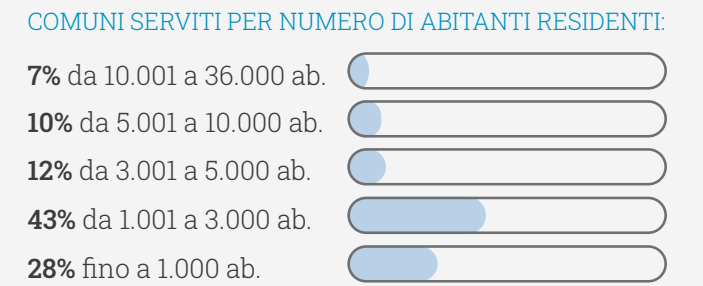 COMUNI SERVITI PER NUMERO DI ABITANTI RESIDENTI:
7% da 10.001 a 36.000 ab.
10% da 5.001 a 10.000 ab.
12% da 3.001 a 5.000 ab.
43% da 1.001 a 3.000 ab.
28% fino a 1.000 ab.